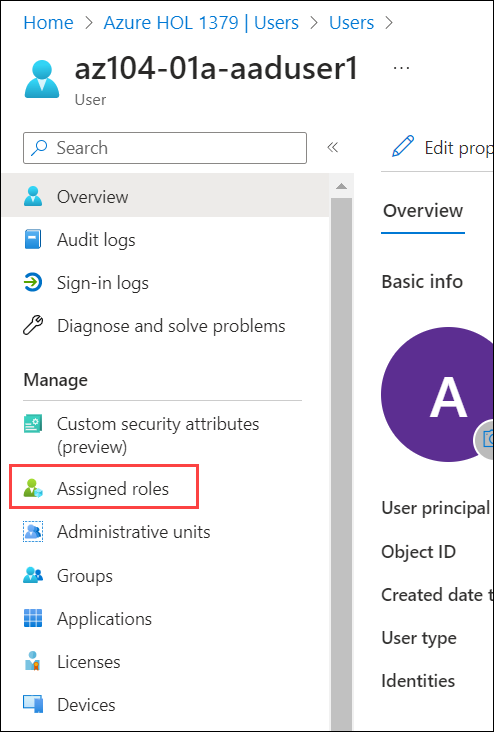 Home > Azure HOL 1379 | Users > Users >
az104-01a-aaduser1 ...
User
Search «
Edit prop
Overview
Audit logs
Sign-in logs
Diagnose and solve problems
Manage
Custom security attributes
(preview)
Assigned roles
Administrative units
Groups
Applications
Licenses
Devices
Overview
Basic info
A
User principal
Object ID
Created date t
User type
Identities